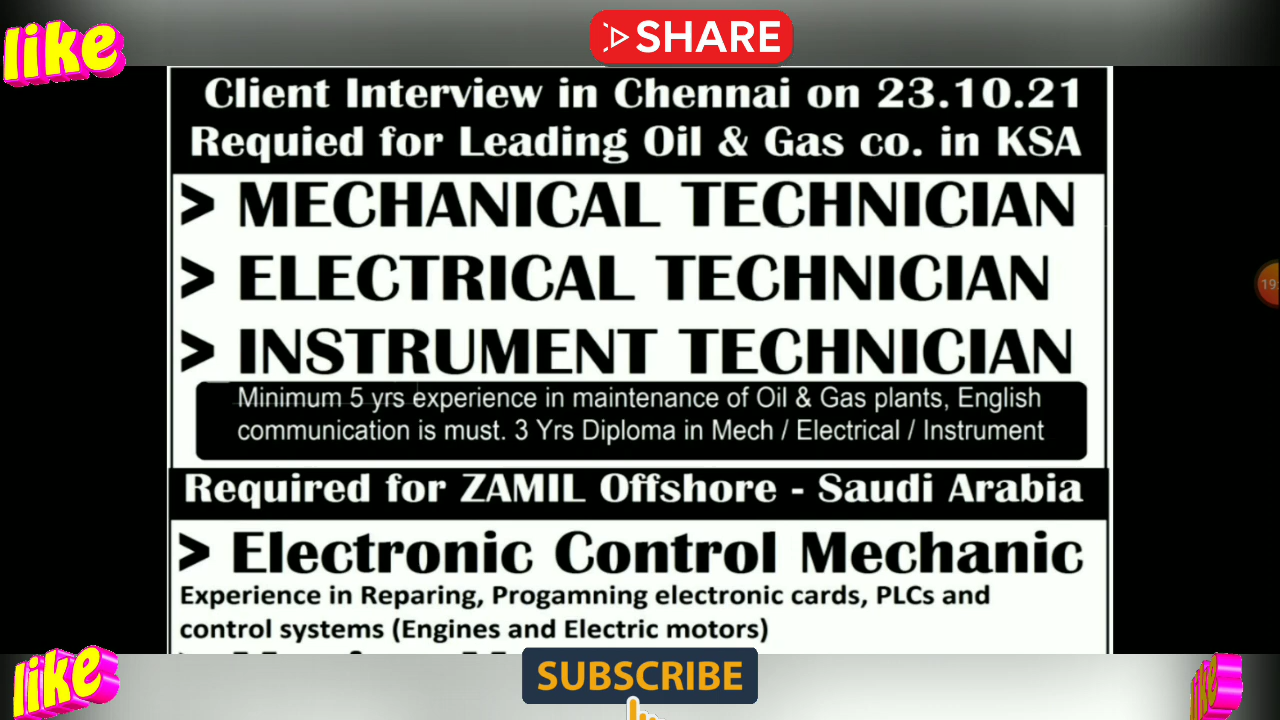 like
SHARE
Client Interview in Chennai on 23.10.21
Requied for Leading Oil & Gas co. in KSA
> MECHANICAL TECHNICIAN
> ELECTRICAL TECHNICIAN
> INSTRUMENT TECHNICIAN
Minimum 5 yrs experience in maintenance of Oil & Gas plants, English
communication is must. 3 Yrs Diploma in Mech / Electrical / Instrument
Required for ZAMIL Offshore - Saudi Arabia
> Electronic Control Mechanic
Experience in Reparing, Progamning electronic cards, PLCs and
control systems (Engines and Electric motors)
like
SUBSCRIBE
like